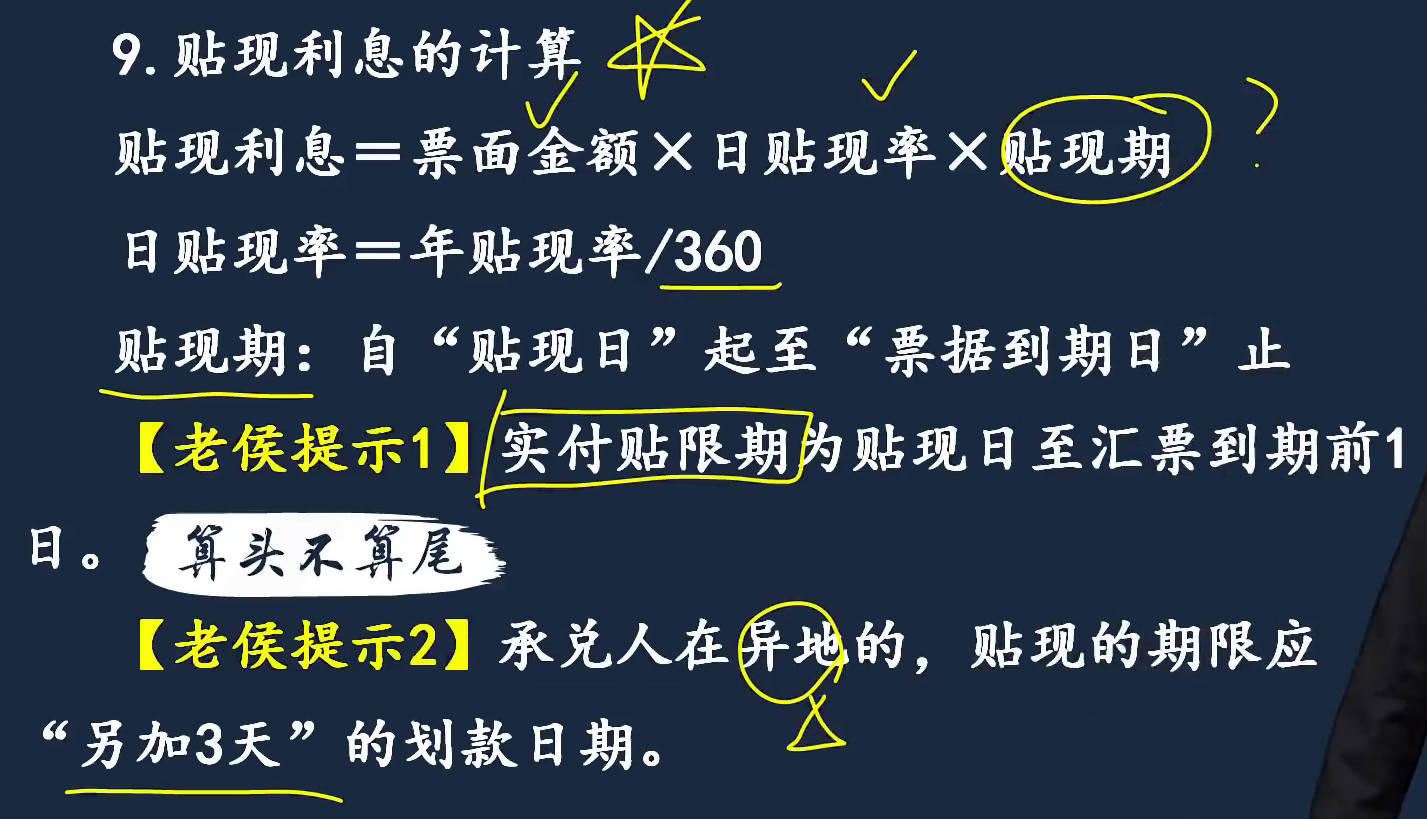 9.贴现利息的计算
贴现利息＝票面金额×日贴现率×贴现期
?
日贴现率＝年贴现率/360
贴现期：自“贴现日”起至“票据到期日”止
【老侯提示1】实付贴限期为贴现日至汇票到期前1
日。 算头不算尾
【老侯提示2】承兑人在异地的，贴现的期限应
“另加3天”的划款日期。